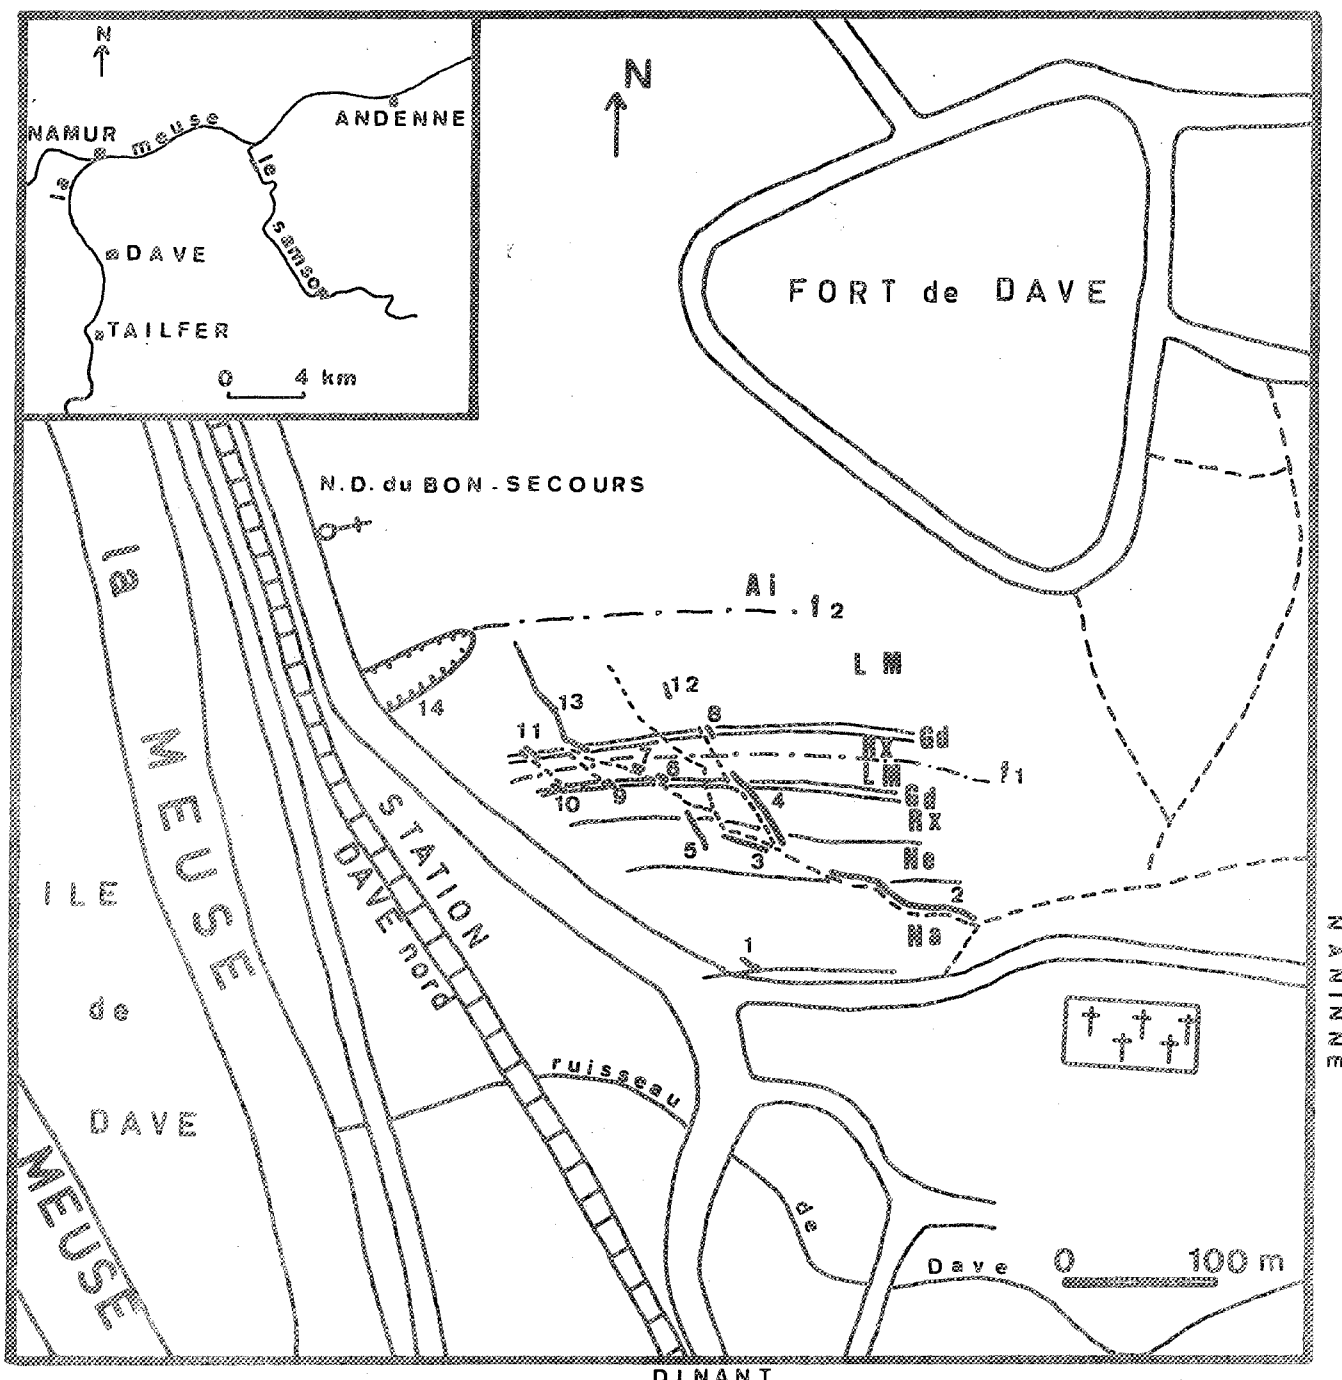 N
NAMUR
la meuse
ANDENNE
le samson
DAVE
TAILFER
0 4 km
N
FORT de DAVE
N.D. du BON-SECOURS
la MEUSE
Ai
f2
LM
14
13
12
8
11
7
6
Gd
Rx
LM
f1
10
9
4
Gd
Rx
5
3
Ne
2
Na
1
STATION
DAVE nord
ILE
de
DAVE
MEUSE
NANINNE
ruisseau
de
Dave
0 100 m
DINANT